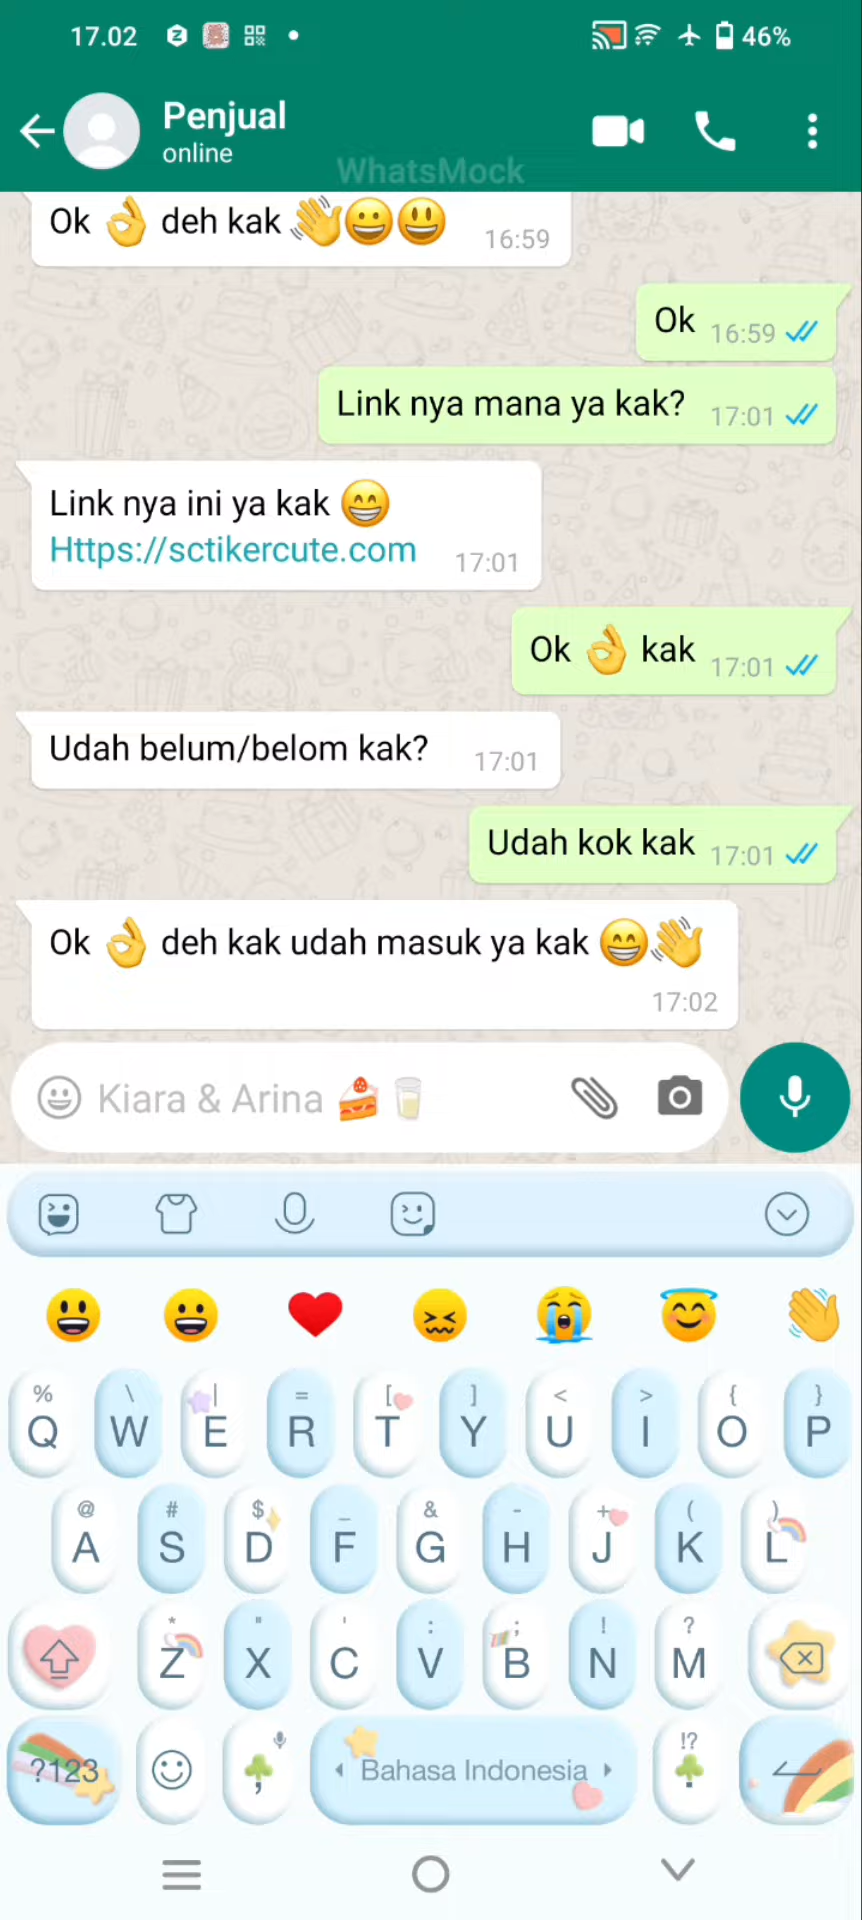 17.02
46%
Penjual
online
WhatsMock
Ok 👌 deh kak 👋😀😃 16:59
Ok 16:59
Link nya mana ya kak? 17:01
Link nya ini ya kak 😁
Https://sctikercute.com 17:01
Ok 👌 kak 17:01
Udah belum/belom kak? 17:01
Udah kok kak 17:01
Ok 👌 deh kak udah masuk ya kak 😁👋
17:02
Kiara & Arina 🍰🥛
% \ | = [ ] < > { }
Q W E R T Y U I O P
@ # $ _ & - + ( )
A S D F G H J K L
* " ' : ; ! ?
Z X C V B N M
!?
?123 , Bahasa Indonesia .